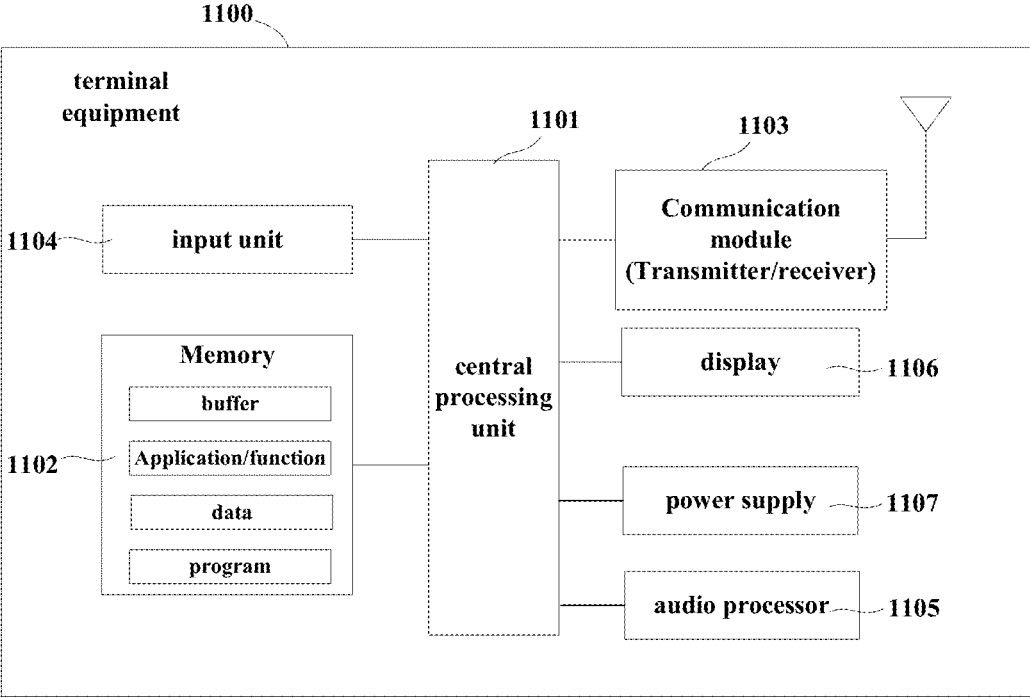 1100
terminal
equipment
1101
1103
Communication
module
(Transmitter/receiver)
1104
input unit
Memory
buffer
Application/function
data
program
1102
central
processing
unit
display
1106
power supply
1107
audio processor
1105